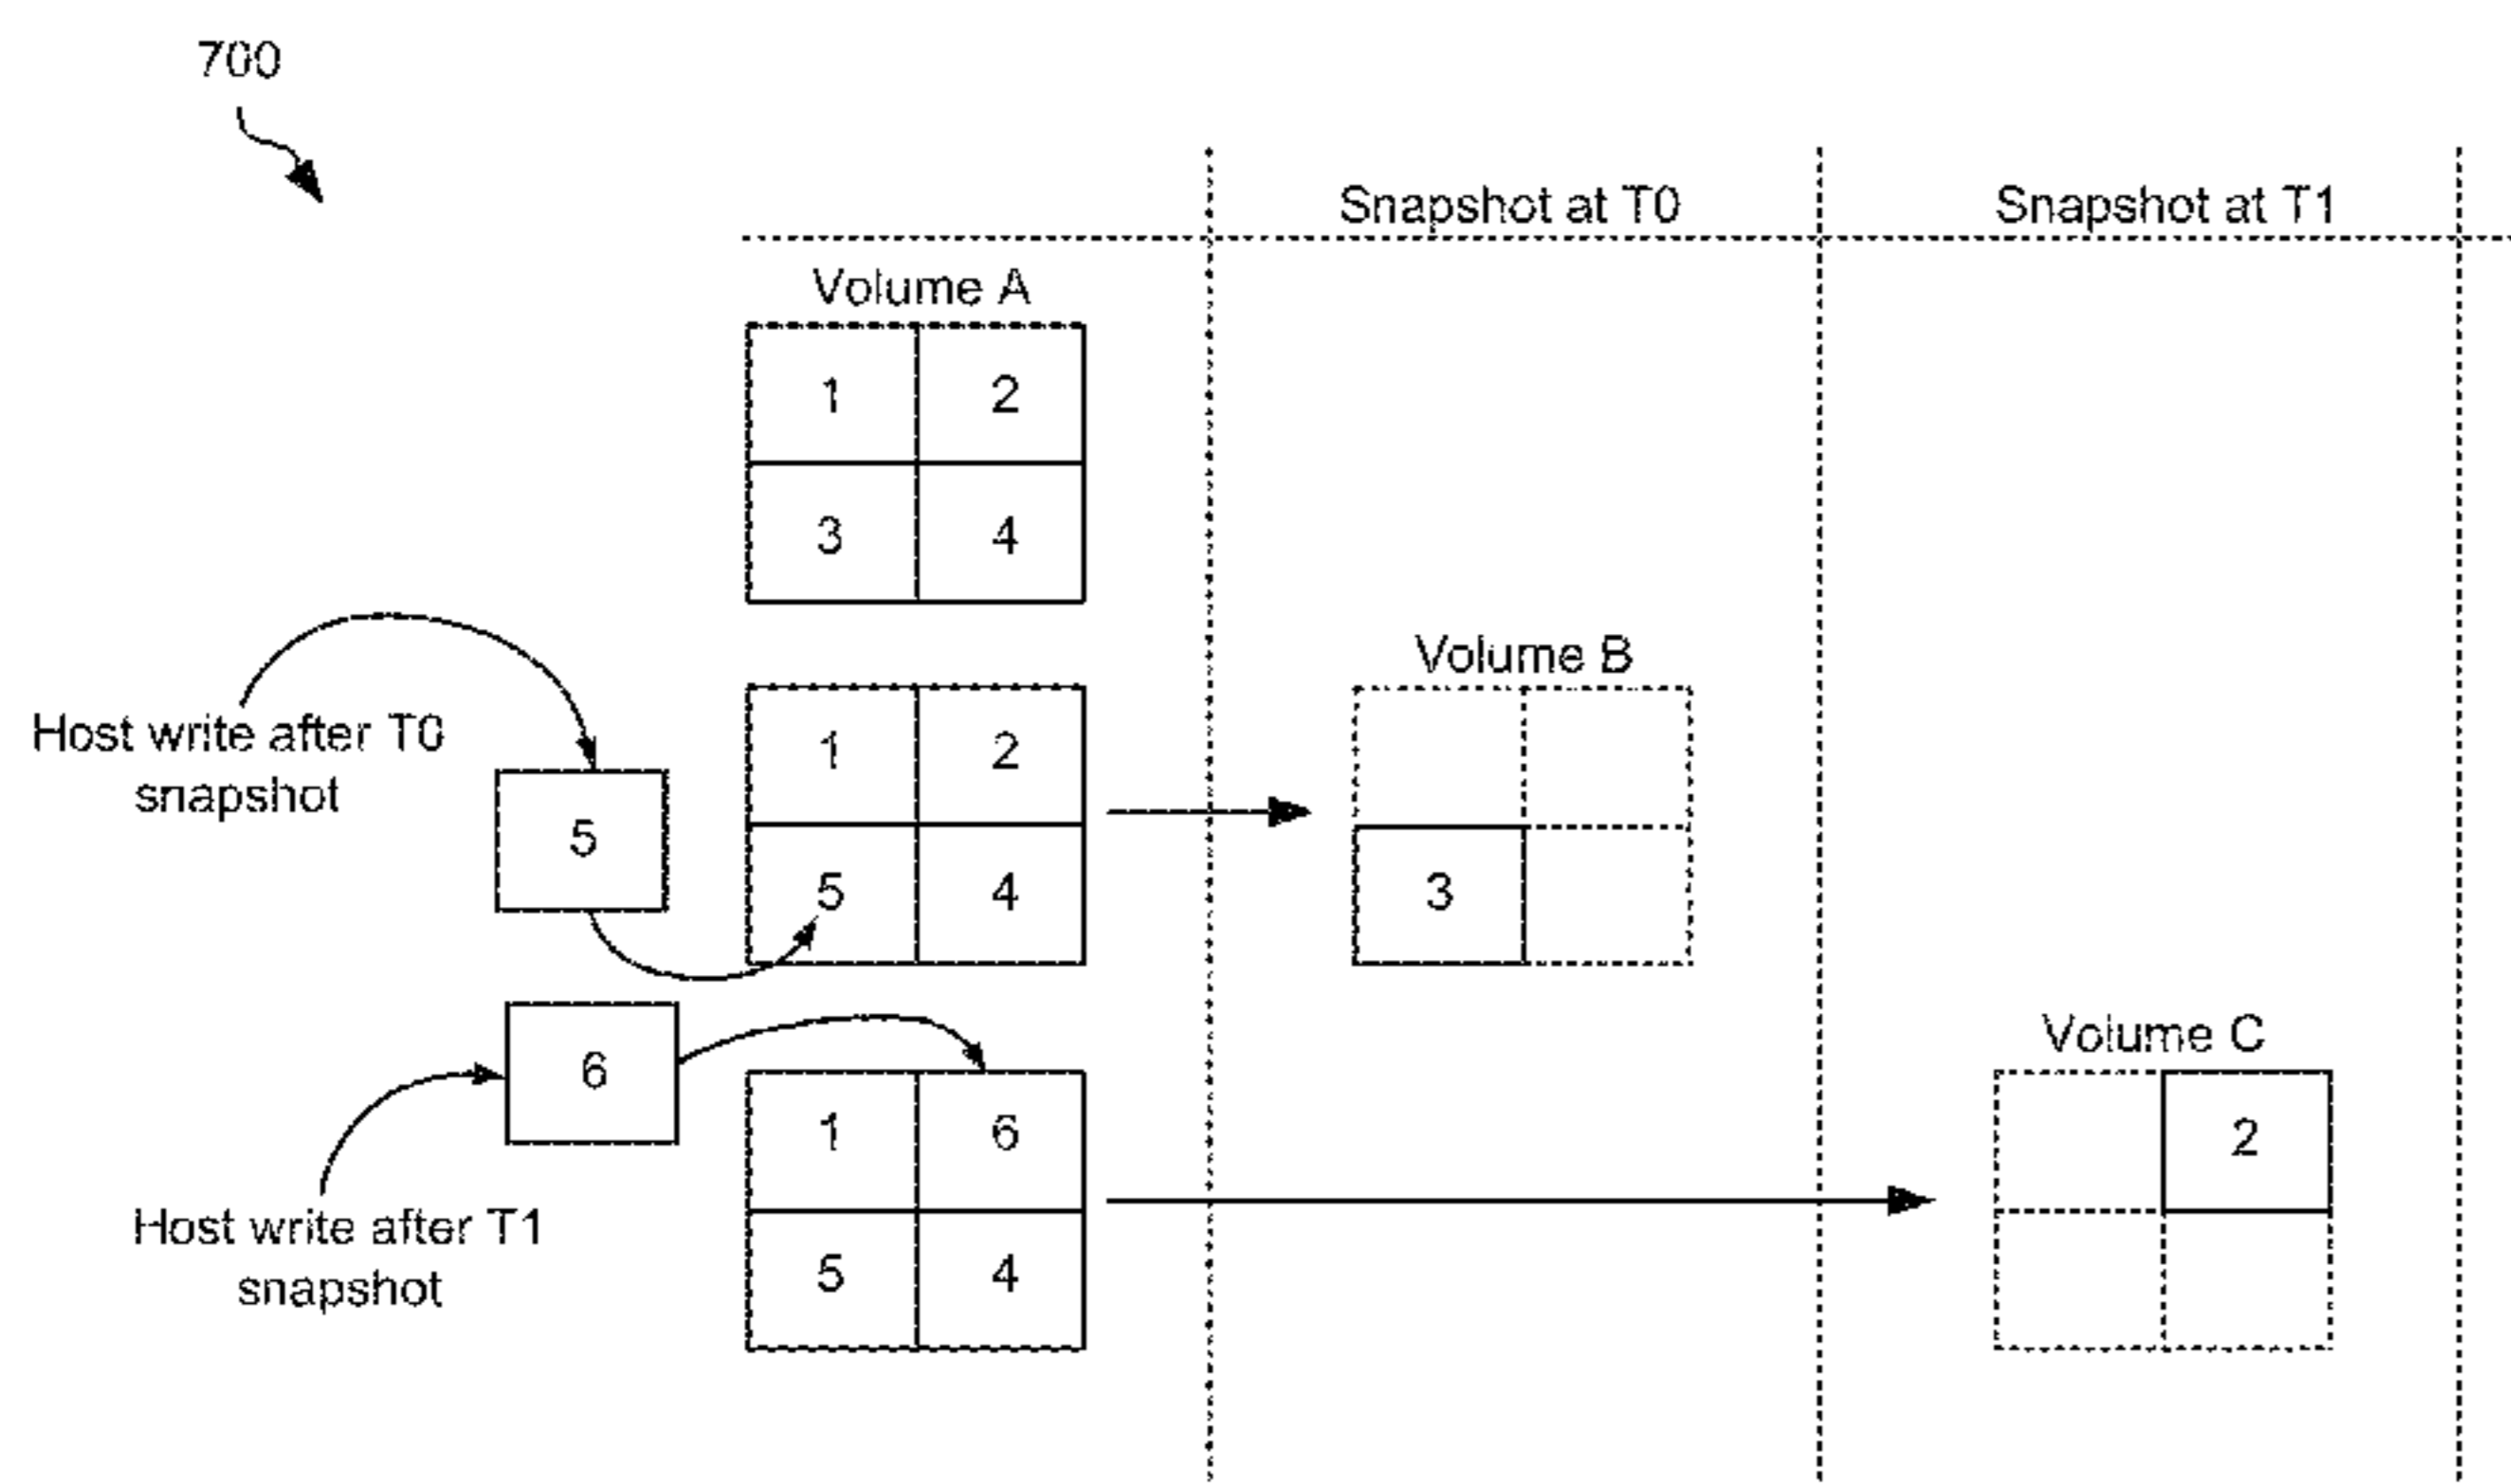 700
Snapshot at T0
Snapshot at T1
Volume A
1 2
3 4
Volume B
Host write after T0
snapshot
5
1 2
5 4
3
Volume C
6
Host write after T1
snapshot
1 6
5 4
2